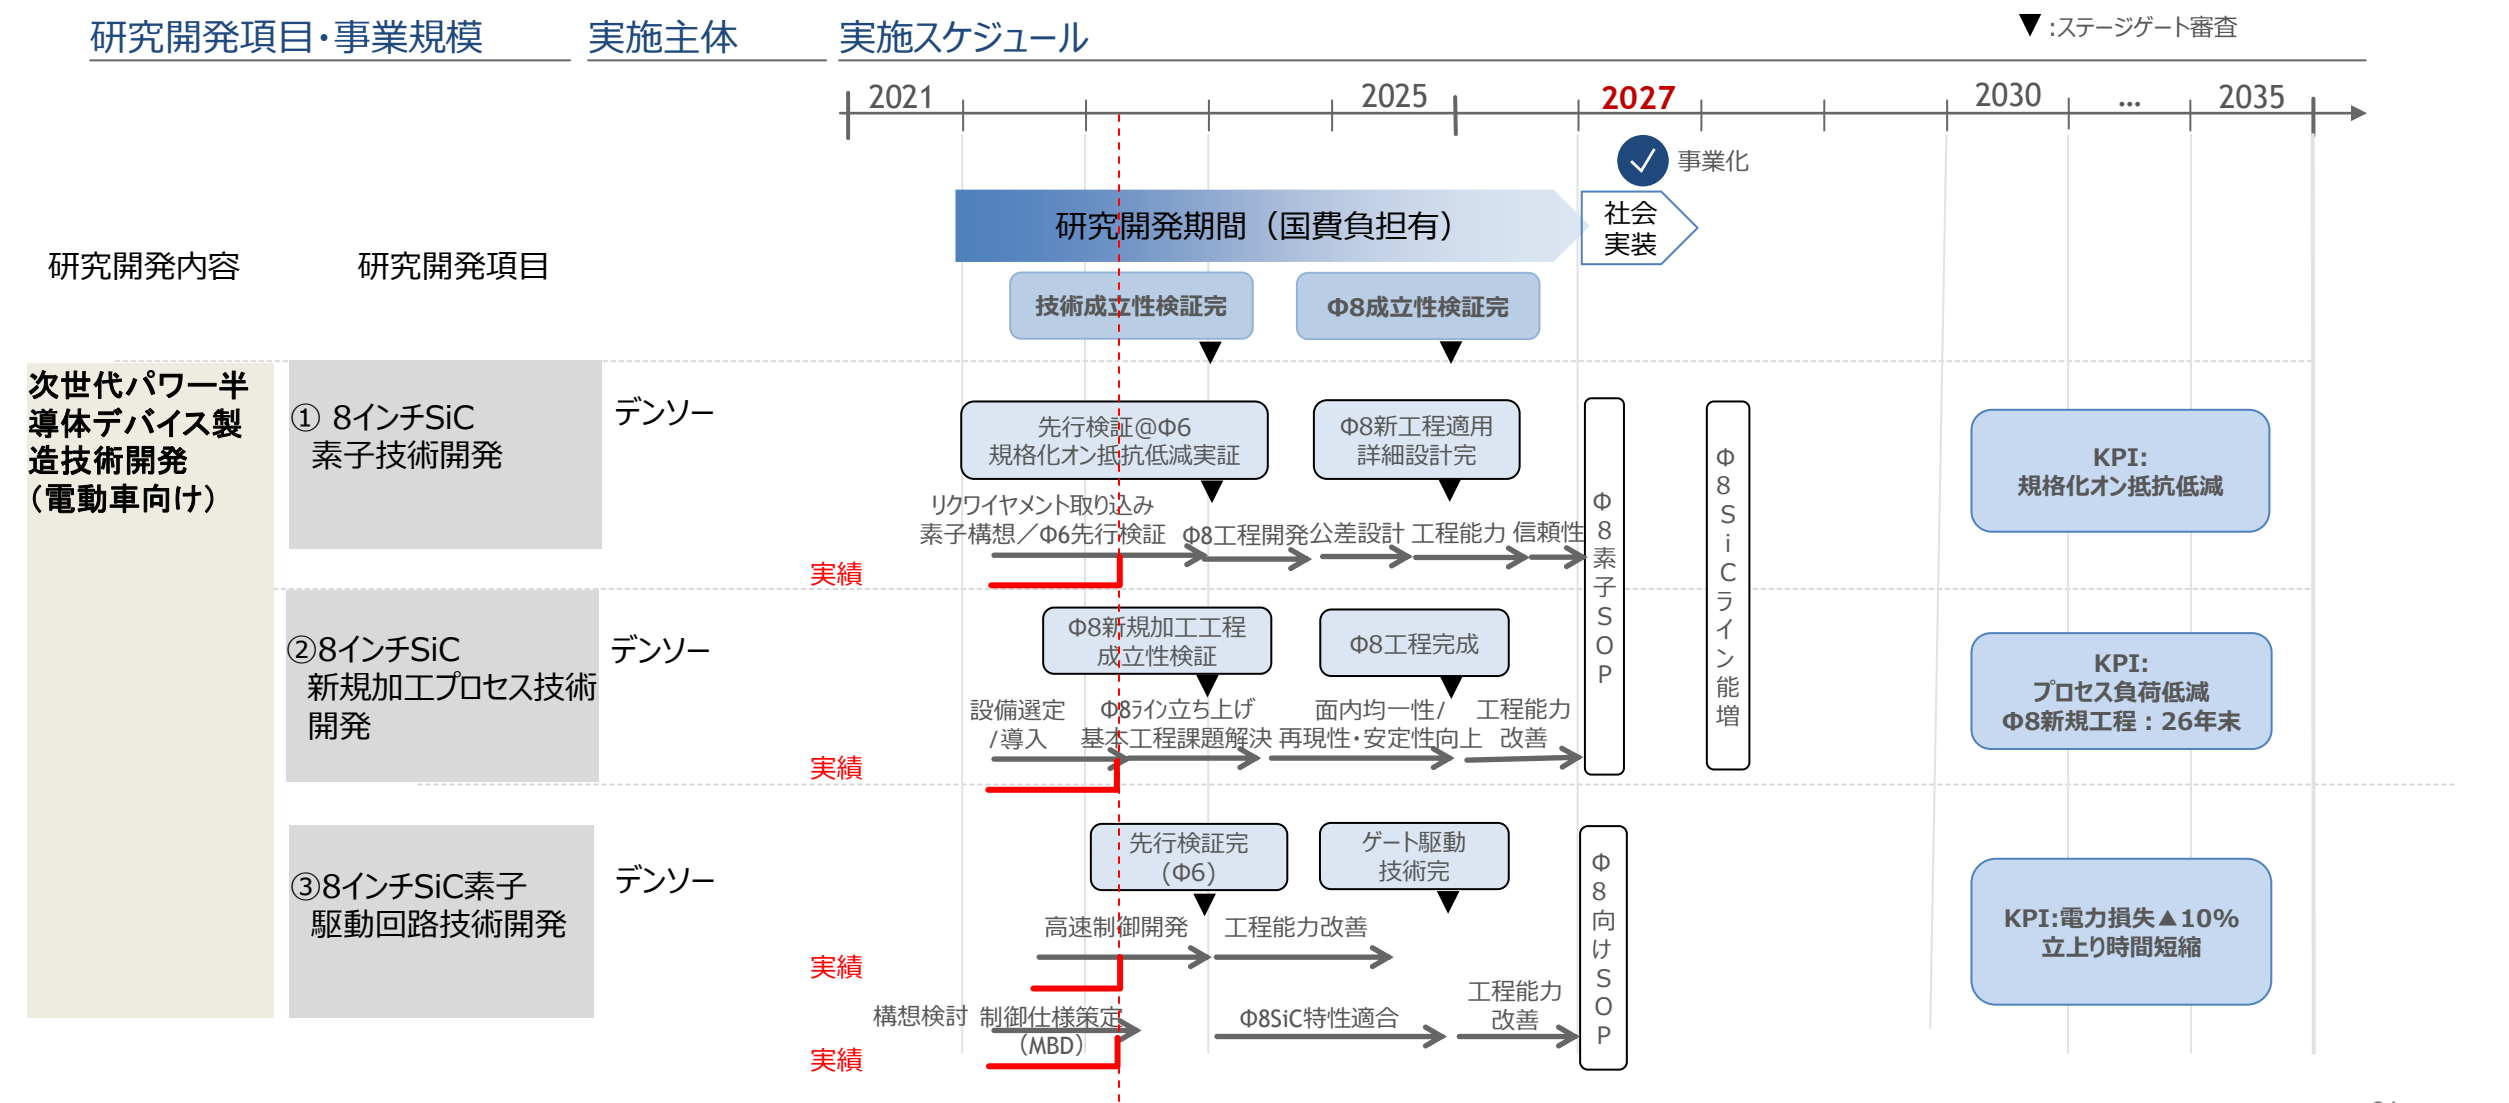 研究開発項目・事業規模
実施主体
実施スケジュール
▼:ステージゲート審査
2021
2025
2027
2030
...
2035
事業化
研究開発期間（国費負担有）
社会
実装
研究開発内容
研究開発項目
技術成立性検証完
Φ8成立性検証完
次世代パワー半
導体デバイス製
造技術開発
（電動車向け）
① 8インチSiC
素子技術開発
デンソー
先行検証@Φ6
規格化オン抵抗低減実証
Φ8新工程適用
詳細設計完
リクワイヤメント取り込み
素子構想／Φ6先行検証
Φ8工程開発
公差設計
工程能力
信頼性
実績
Φ8素子SOP
Φ8SiCライン能増
KPI:
規格化オン抵抗低減
②8インチSiC
新規加工プロセス技術
開発
デンソー
Φ8新規加工工程
成立性検証
Φ8工程完成
設備選定
/導入
Φ8ライン立ち上げ
基本工程課題解決
面内均一性/
再現性・安定性向上
工程能力
改善
実績
KPI:
プロセス負荷低減
Φ8新規工程：26年末
③8インチSiC素子
駆動回路技術開発
デンソー
先行検証完
（Φ6）
ゲート駆動
技術完
高速制御開発
工程能力改善
実績
構想検討
制御仕様策定
（MBD）
Φ8SiC特性適合
工程能力
改善
実績
Φ8向けSOP
KPI:電力損失▲10%
立上り時間短縮